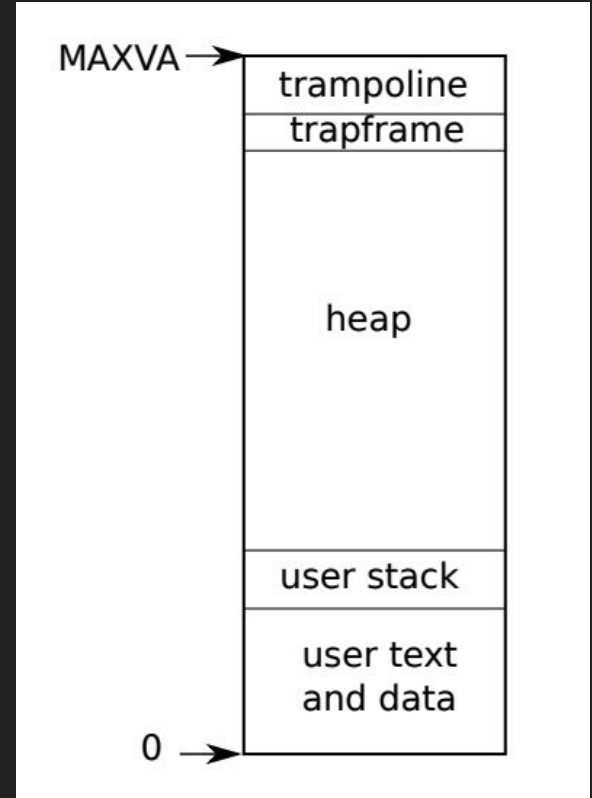 MAXVA
trampoline
trapframe
heap
user stack
user text
and data
0